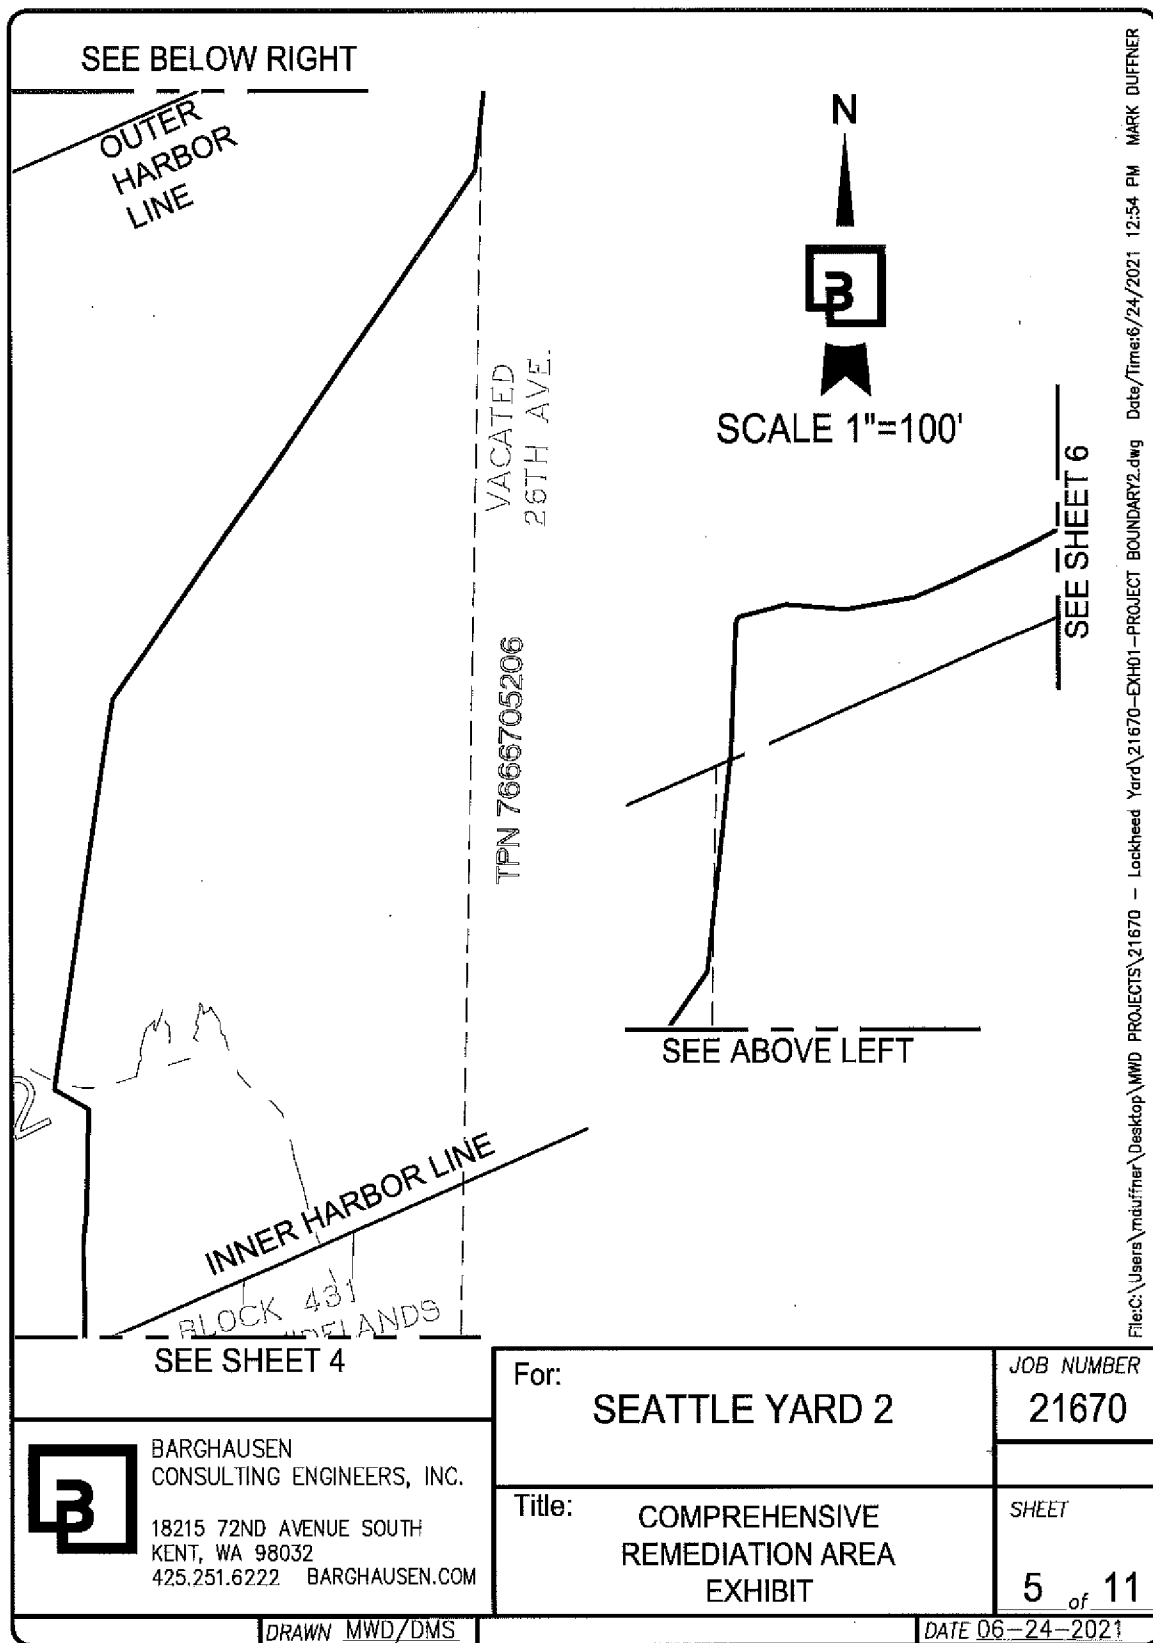 SEE BELOW RIGHT
OUTER
HARBOR
LINE
N
B
SCALE 1"=100'
VACATED
26TH AVE.
TPN 7666705206
SEE SHEET 6
SEE ABOVE LEFT
2
INNER HARBOR LINE
BLOCK 431
SEE SHEET 4
File:C:\Users\mduffner\Desktop\MWD PROJECTS\21670 - Lockheed Yard\21670-EXH01-PROJECT BOUNDARY2.dwg Date/Time:6/24/2021 12:54 PM MARK DUFFNER
For:
SEATTLE YARD 2
JOB NUMBER
21670
B
BARGHAUSEN
CONSULTING ENGINEERS, INC.
18215 72ND AVENUE SOUTH
KENT, WA 98032
425.251.6222 BARGHAUSEN.COM
Title:
COMPREHENSIVE
REMEDIATION AREA
EXHIBIT
SHEET
5 of 11
DRAWN MWD/DMS
DATE 06-24-2021